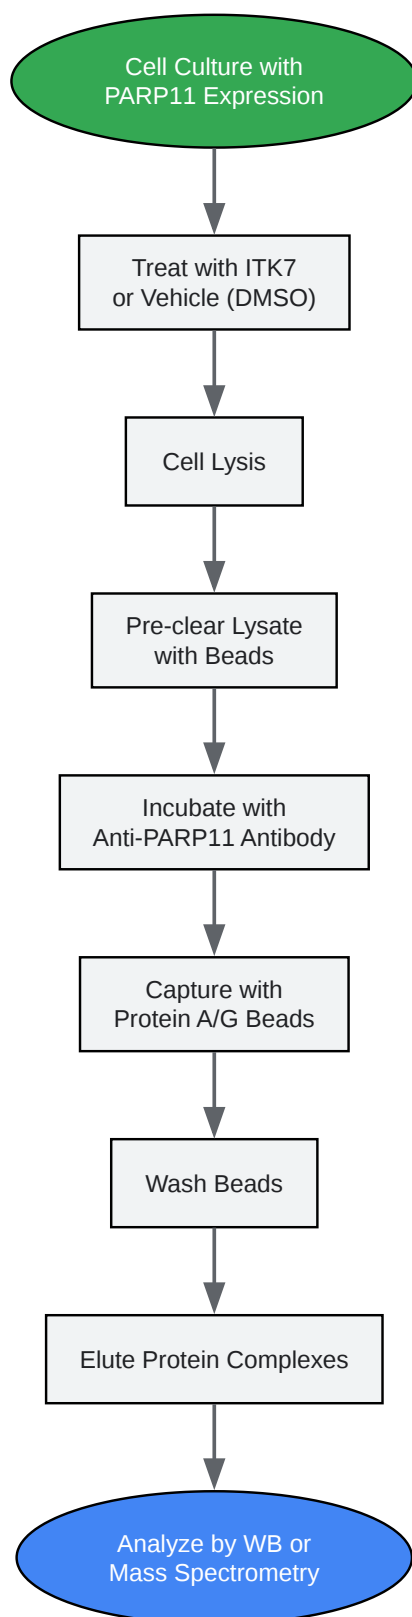 Cell Culture with
PARP11 Expression
Treat with ITK7
or Vehicle (DMSO)
Cell Lysis
Pre-clear Lysate
with Beads
Incubate with
Anti-PARP11 Antibody
Capture with
Protein A/G Beads
Wash Beads
Elute Protein Complexes
Analyze by WB or
Mass Spectrometry